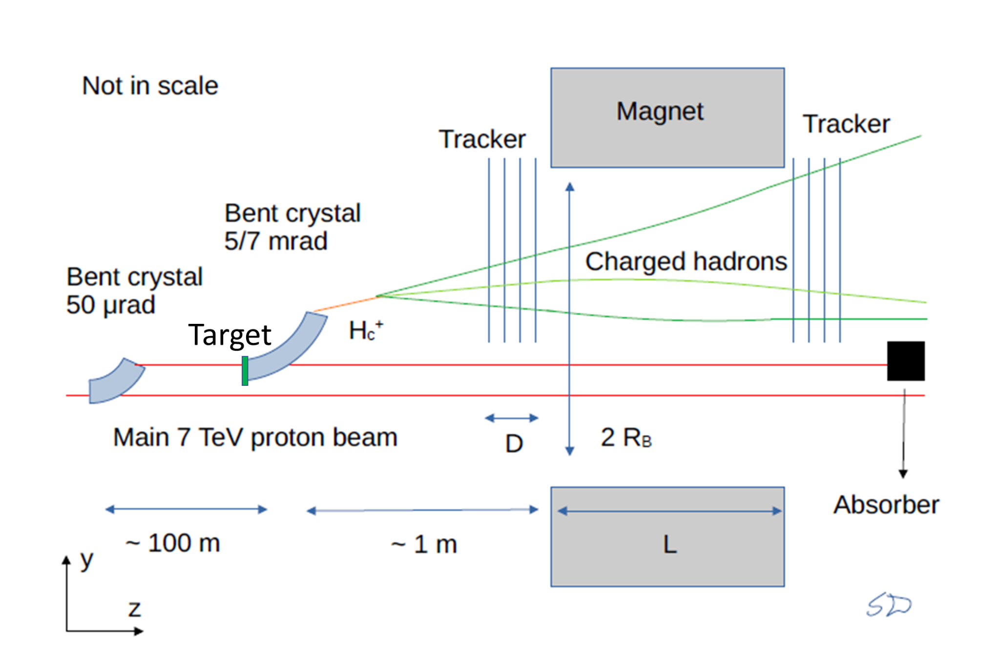 Not in scale
Magnet
Tracker
Tracker
Bent crystal
5/7 mrad
Charged hadrons
Bent crystal
50 µrad
Target
Hc+
Main 7 TeV proton beam
D
2 RB
Absorber
~ 100 m
~ 1 m
L
y
z
SD